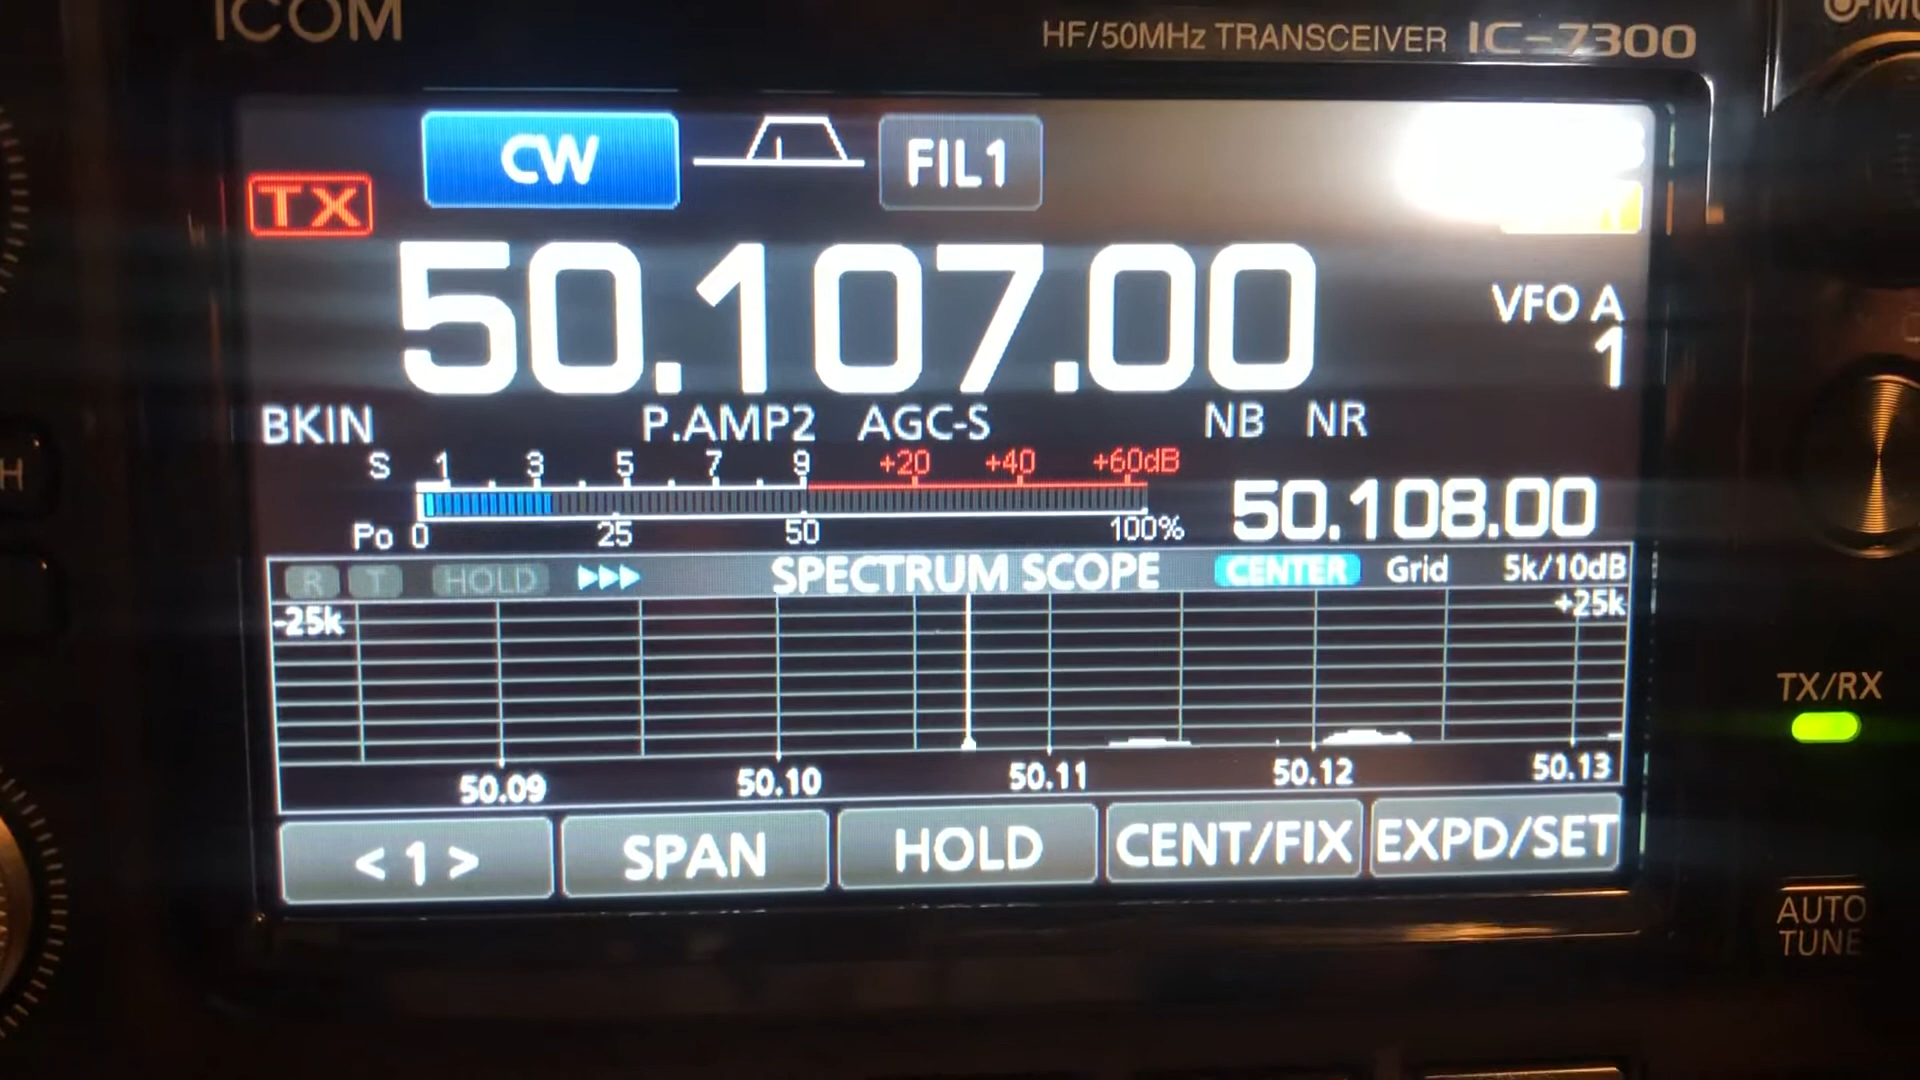 ICOM
HF/50MHz TRANSCEIVER IC-7300
CW FIL1
TX
50.107.00
VFO A
1
BKIN P.AMP2 AGC-S NB NR
S 1 3 5 7 9 +20 +40 +60dB
50.108.00
Po 0 25 50 100%
R T HOLD SPECTRUM SCOPE CENTER Grid 5k/10dB
-25k +25k
50.09 50.10 50.11 50.12 50.13
< 1 > SPAN HOLD CENT/FIX EXPD/SET
TX/RX
AUTO
TUNE
H